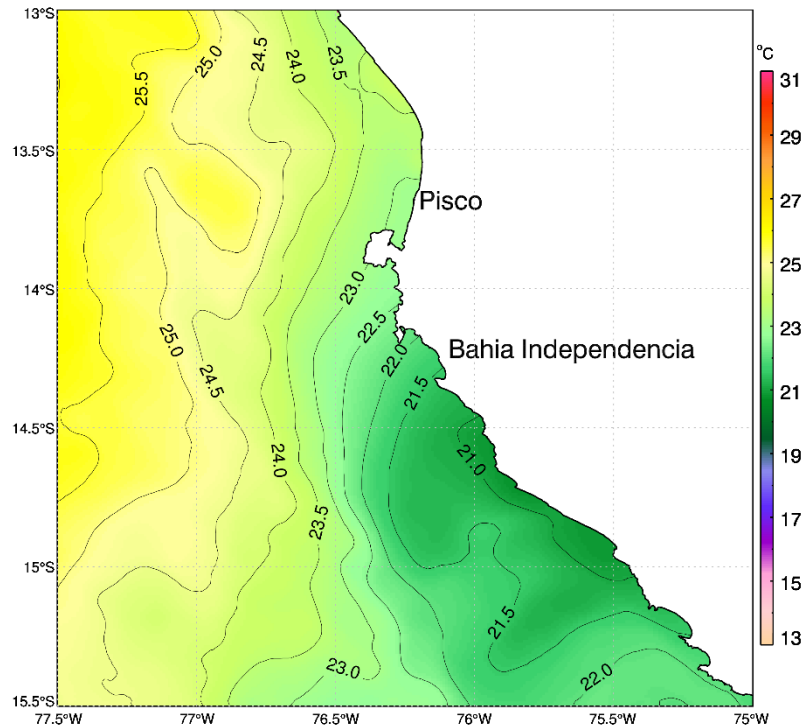 13°S
13.5°S
14°S
14.5°S
15°S
15.5°S
77.5°W
77°W
76.5°W
76°W
75.5°W
75°W
25.5
25.0
24.5
24.0
23.5
Pisco
23.0
22.5
22.0
21.5
Bahia Independencia
25.0
24.5
24.0
23.5
21.0
21.5
23.0
22.0
°C
31
29
27
25
23
21
19
17
15
13